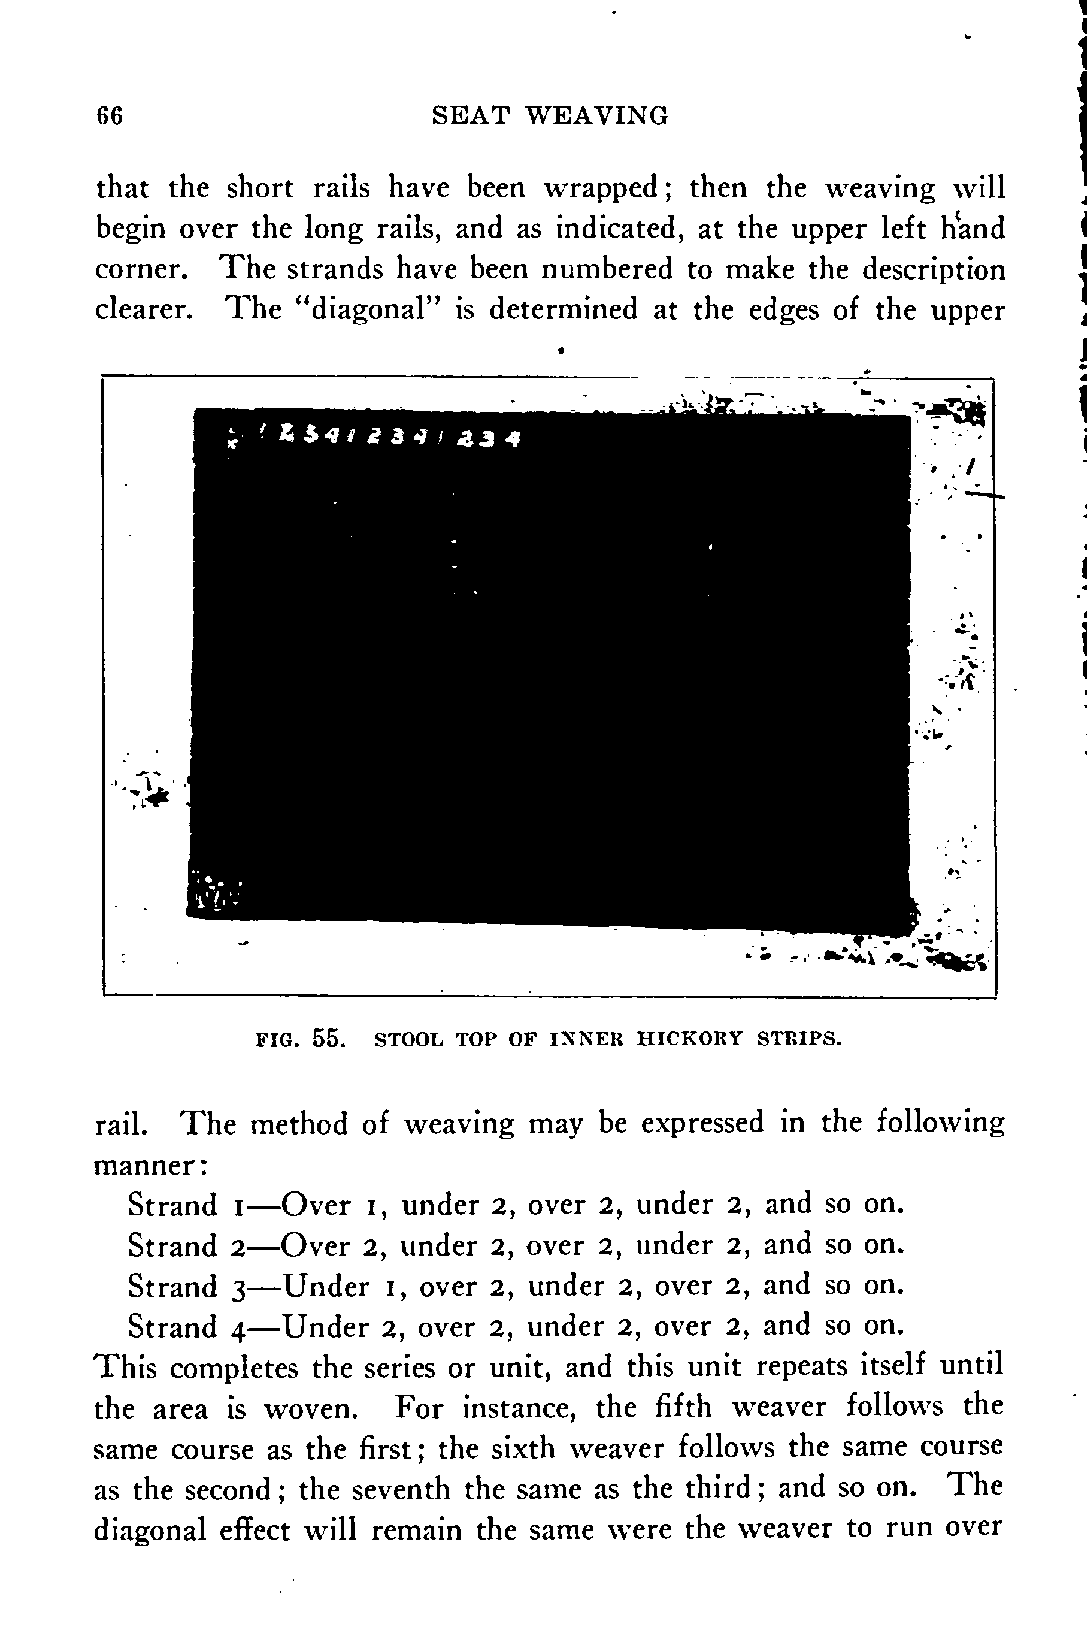 66 SEAT WEAVING
that the short rails have been wrapped; then the weaving will
begin over the long rails, and as indicated, at the upper left hand
corner. The strands have been numbered to make the description
clearer. The “diagonal” is determined at the edges of the upper
1 2 3 4 1 2 3 4 1 2 3 4
FIG. 55. STOOL TOP OF INNER HICKORY STRIPS.
rail. The method of weaving may be expressed in the following
manner:
Strand 1—Over 1, under 2, over 2, under 2, and so on.
Strand 2—Over 2, under 2, over 2, under 2, and so on.
Strand 3—Under 1, over 2, under 2, over 2, and so on.
Strand 4—Under 2, over 2, under 2, over 2, and so on.
This completes the series or unit, and this unit repeats itself until
the area is woven. For instance, the fifth weaver follows the
same course as the first; the sixth weaver follows the same course
as the second; the seventh the same as the third; and so on. The
diagonal effect will remain the same were the weaver to run over